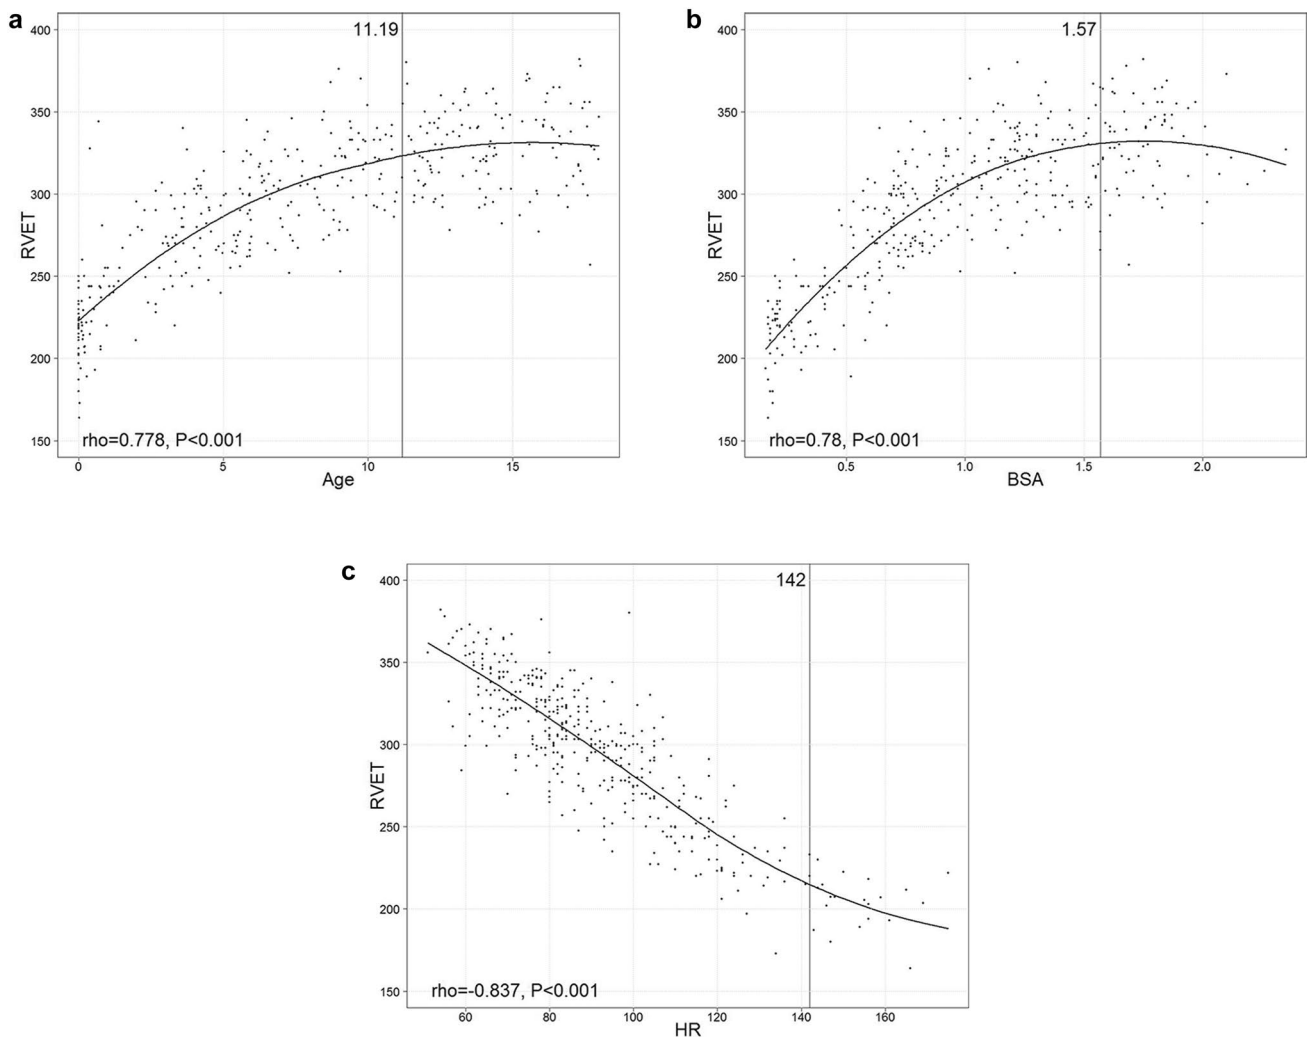 a
11.19
400
350
300
250
200
150
RVET
rho=0.778, P<0.001
0 5 10 15
Age
b
1.57
400
350
300
250
200
150
RVET
rho=0.78, P<0.001
0.5 1.0 1.5 2.0
BSA
c
142
400
350
300
250
200
150
RVET
rho=-0.837, P<0.001
60 80 100 120 140 160
HR